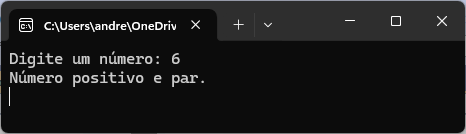 C:\Users\andre\OneDriv
Digite um número: 6
Número positivo e par.